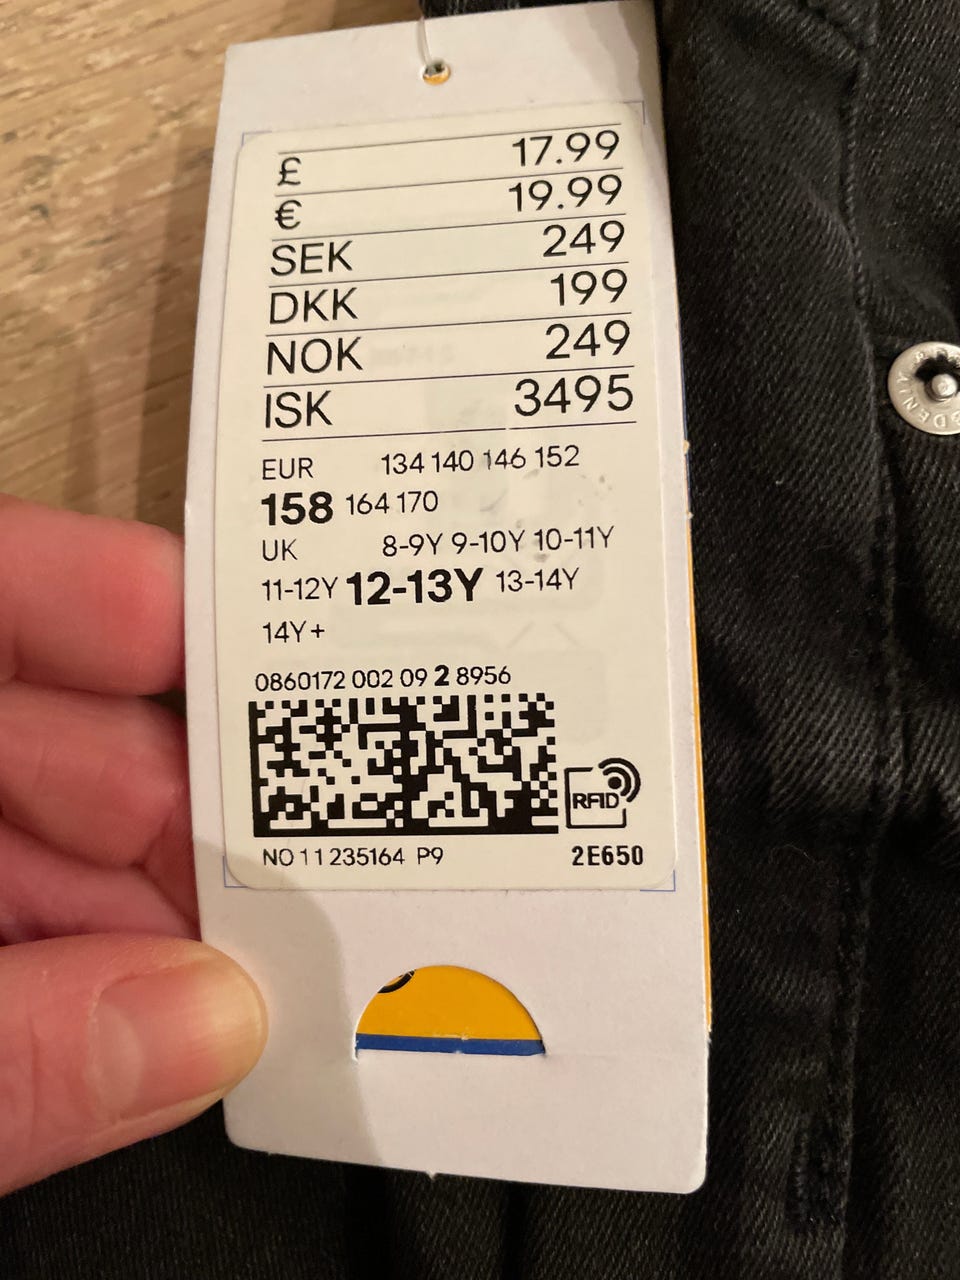 £ 17.99
€ 19.99
SEK 249
DKK 199
NOK 249
ISK 3495
EUR 134 140 146 152
158 164 170
UK 8-9Y 9-10Y 10-11Y
11-12Y 12-13Y 13-14Y
14Y+
0860172 002 09 2 8956
RFID
NO 11 235164 P9 2E650